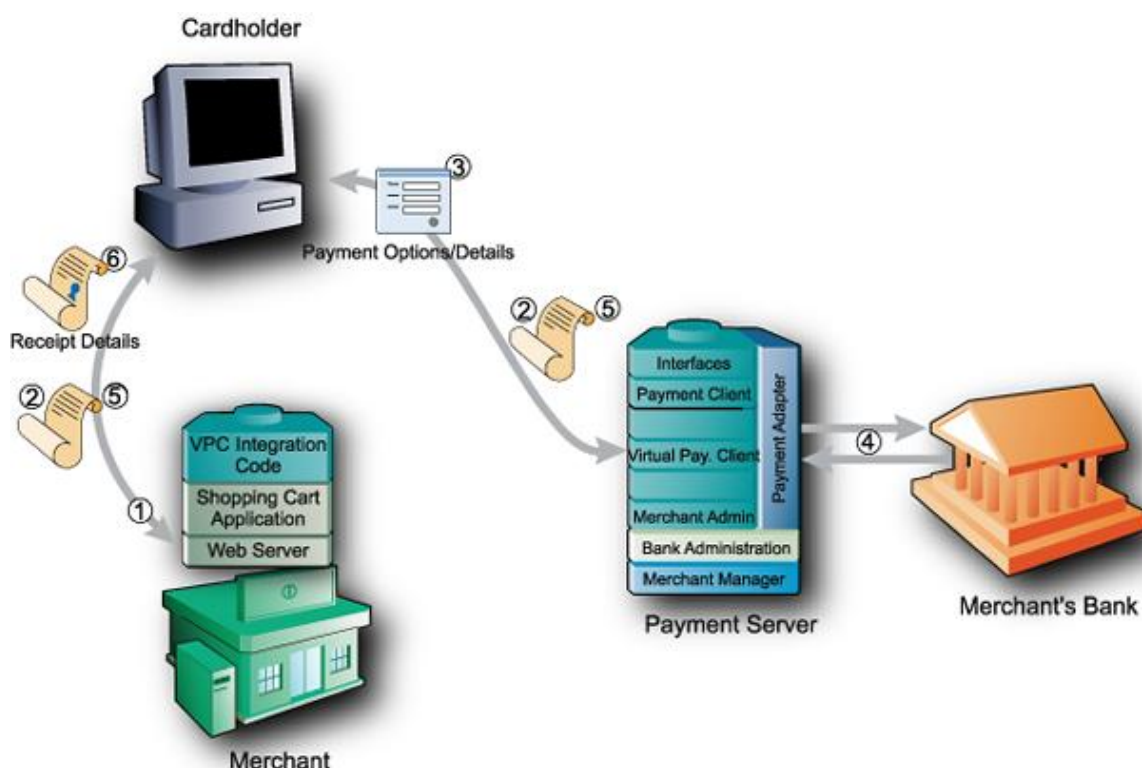 Cardholder
③
Payment Options/Details
⑥
Receipt Details
② ⑤
② ⑤
①
VPC Integration
Code
Shopping Cart
Application
Web Server
Merchant
Interfaces
Payment Client
Virtual Pay. Client
Merchant Admin
Payment Adapter
Bank Administration
Merchant Manager
Payment Server
④
Merchant's Bank